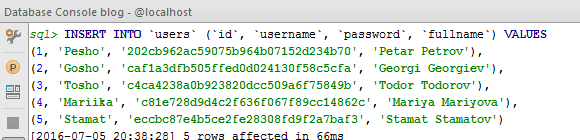 Database Console blog - @localhost
sql> INSERT INTO `users` (`id`, `username`, `password`, `fullname`) VALUES
(1, 'Pesho', '202cb962ac59075b964b07152d234b70', 'Petar Petrov'),
(2, 'Gosho', 'caf1a3dfb505ffed0d024130f58c5cfa', 'Georgi Georgiev'),
(3, 'Tosho', 'c4ca4238a0b923820dcc509a6f75849b', 'Todor Todorov'),
(4, 'Mariika', 'c81e728d9d4c2f636f067f89cc14862c', 'Mariya Mariyova'),
(5, 'Stamat', 'eccbc87e4b5ce2fe28308fd9f2a7baf3', 'Stamat Stamatov')
[2016-07-05 20:38:28] 5 rows affected in 66ms